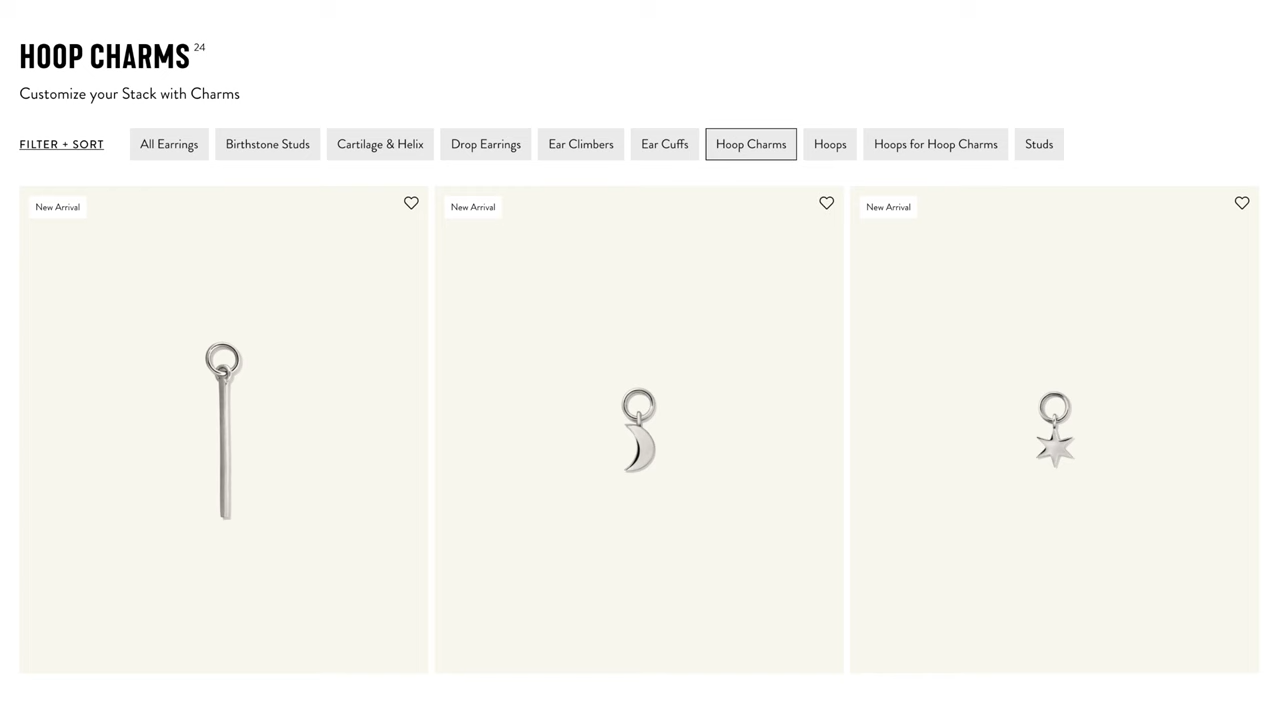 HOOP CHARMS 24
Customize your Stack with Charms
FILTER + SORT All Earrings Birthstone Studs Cartilage & Helix Drop Earrings Ear Climbers Ear Cuffs Hoop Charms Hoops Hoops for Hoop Charms Studs
New Arrival New Arrival New Arrival